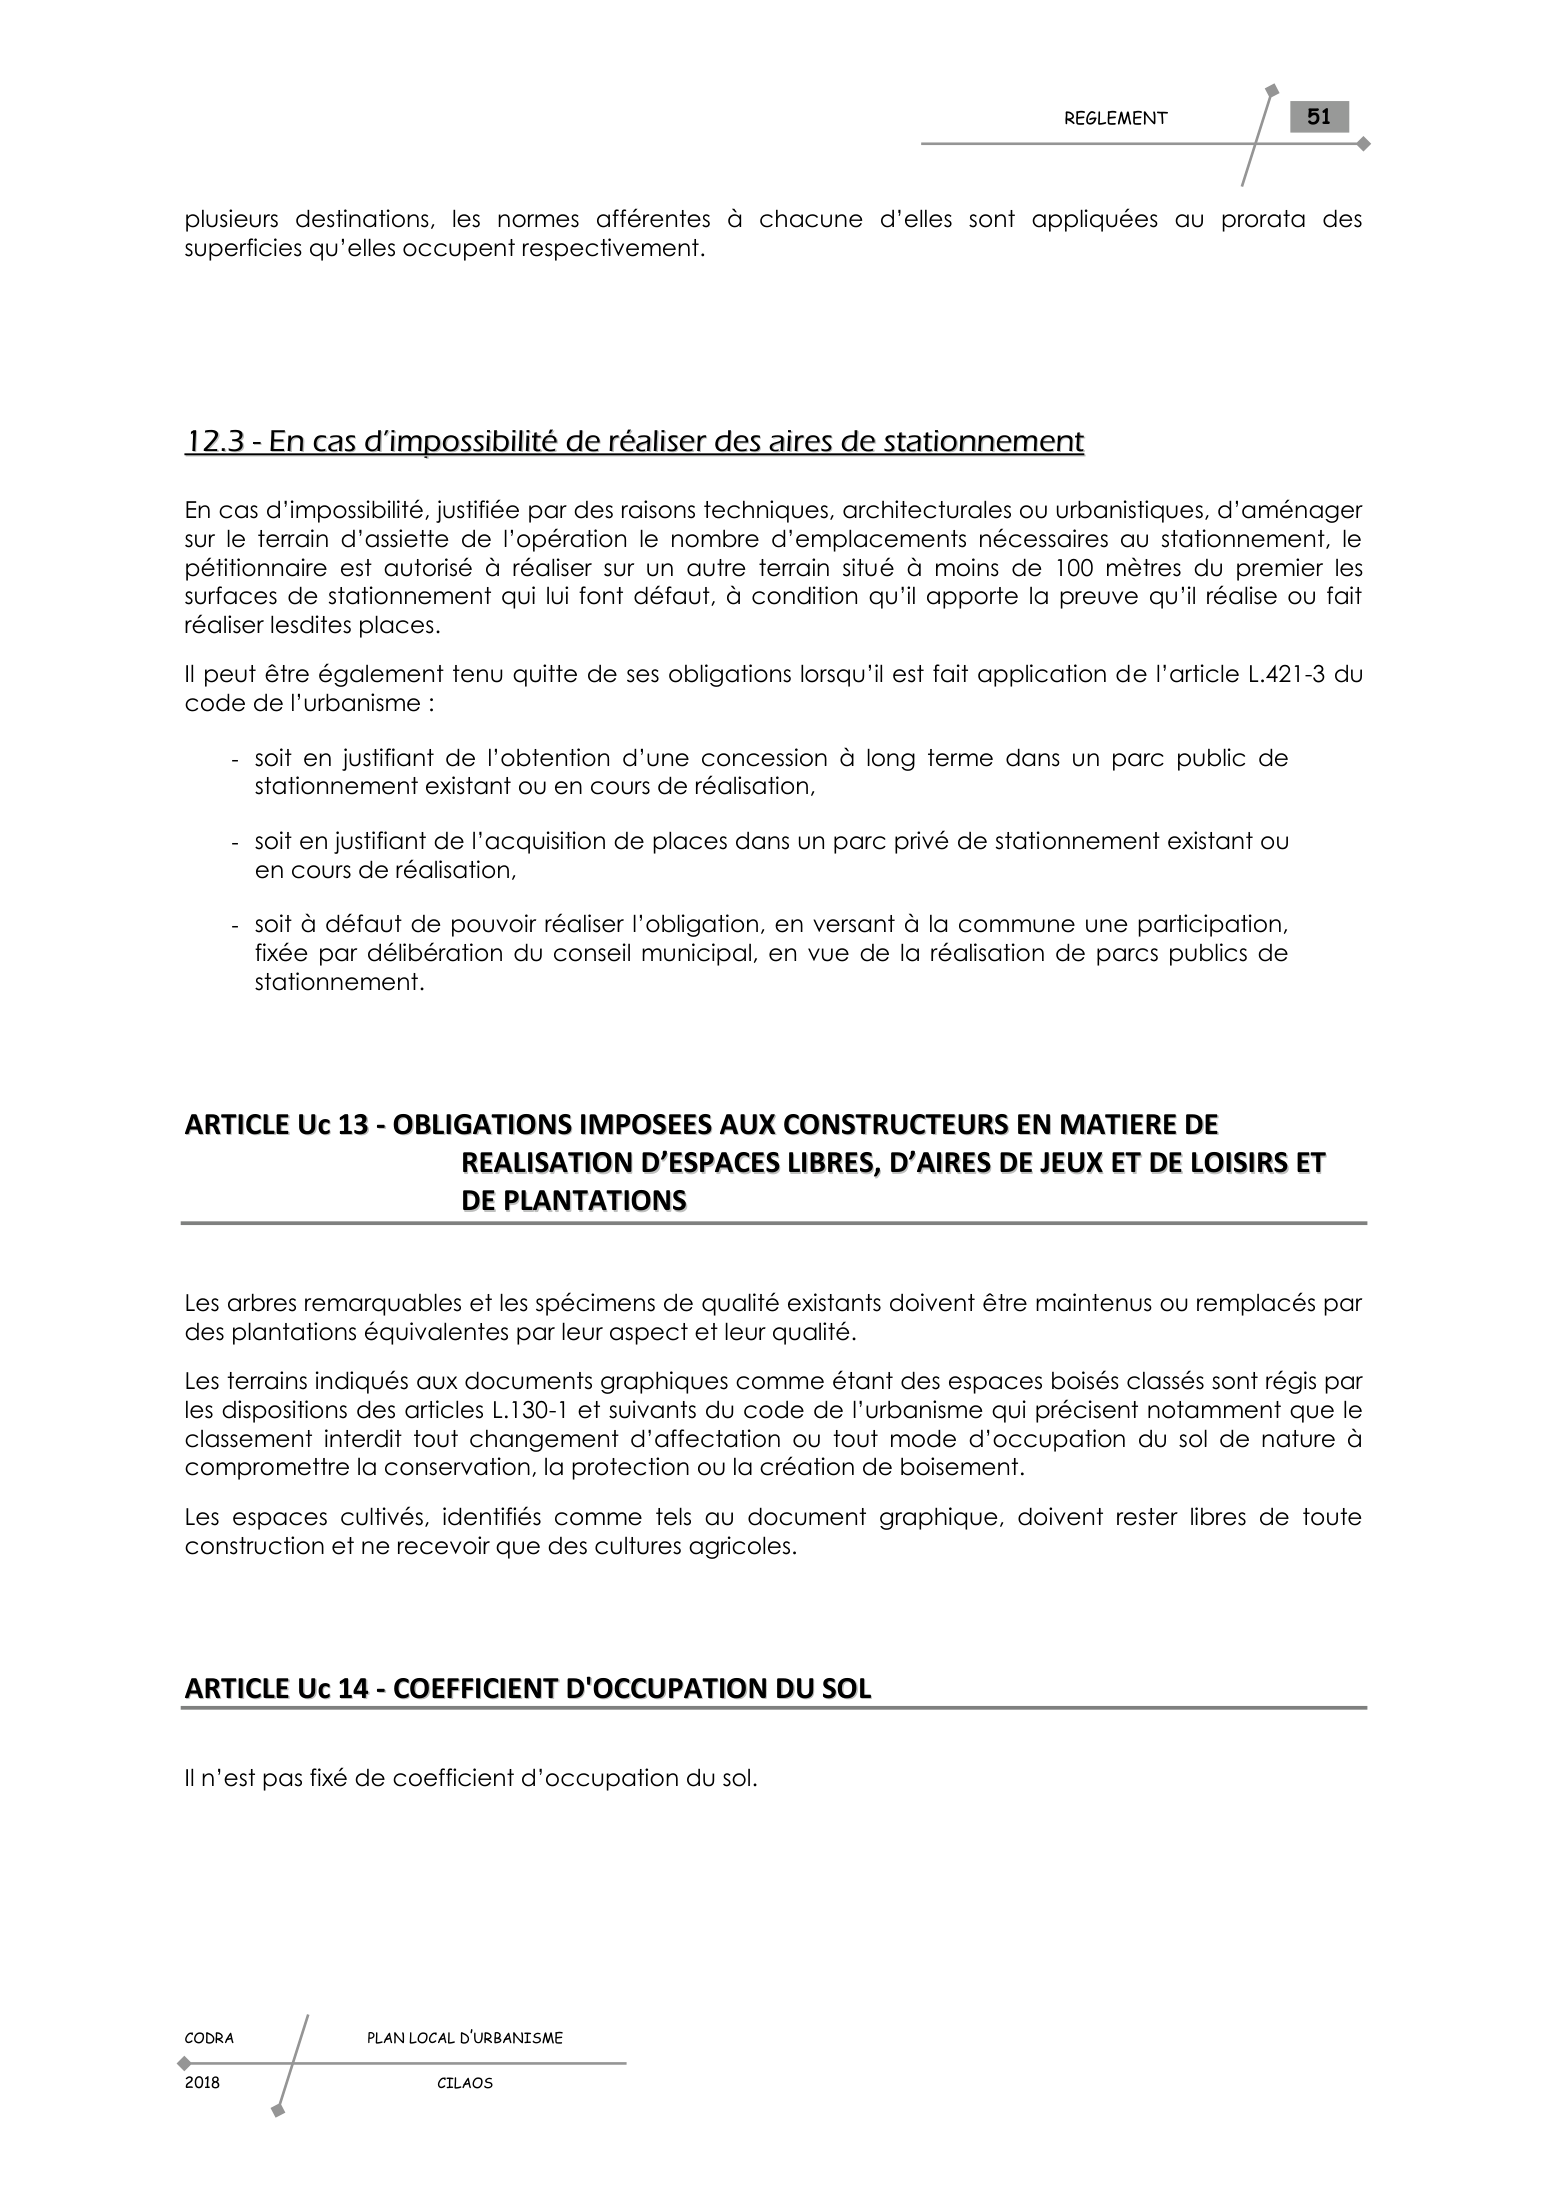 REGLEMENT 51
plusieurs destinations, les normes afférentes à chacune d’elles sont appliquées au prorata des
superficies qu’elles occupent respectivement.
12.3 - En cas d’impossibilité de réaliser des aires de stationnement
En cas d’impossibilité, justifiée par des raisons techniques, architecturales ou urbanistiques, d’aménager
sur le terrain d’assiette de l’opération le nombre d’emplacements nécessaires au stationnement, le
pétitionnaire est autorisé à réaliser sur un autre terrain situé à moins de 100 mètres du premier les
surfaces de stationnement qui lui font défaut, à condition qu’il apporte la preuve qu’il réalise ou fait
réaliser lesdites places.
Il peut être également tenu quitte de ses obligations lorsqu’il est fait application de l’article L.421-3 du
code de l’urbanisme :
- soit en justifiant de l’obtention d’une concession à long terme dans un parc public de
stationnement existant ou en cours de réalisation,
- soit en justifiant de l’acquisition de places dans un parc privé de stationnement existant ou
en cours de réalisation,
- soit à défaut de pouvoir réaliser l’obligation, en versant à la commune une participation,
fixée par délibération du conseil municipal, en vue de la réalisation de parcs publics de
stationnement.
ARTICLE Uc 13 - OBLIGATIONS IMPOSEES AUX CONSTRUCTEURS EN MATIERE DE
REALISATION D’ESPACES LIBRES, D’AIRES DE JEUX ET DE LOISIRS ET
DE PLANTATIONS
Les arbres remarquables et les spécimens de qualité existants doivent être maintenus ou remplacés par
des plantations équivalentes par leur aspect et leur qualité.
Les terrains indiqués aux documents graphiques comme étant des espaces boisés classés sont régis par
les dispositions des articles L.130-1 et suivants du code de l’urbanisme qui précisent notamment que le
classement interdit tout changement d’affectation ou tout mode d’occupation du sol de nature à
compromettre la conservation, la protection ou la création de boisement.
Les espaces cultivés, identifiés comme tels au document graphique, doivent rester libres de toute
construction et ne recevoir que des cultures agricoles.
ARTICLE Uc 14 - COEFFICIENT D'OCCUPATION DU SOL
Il n’est pas fixé de coefficient d’occupation du sol.
CODRA PLAN LOCAL D’URBANISME
2018 CILAOS